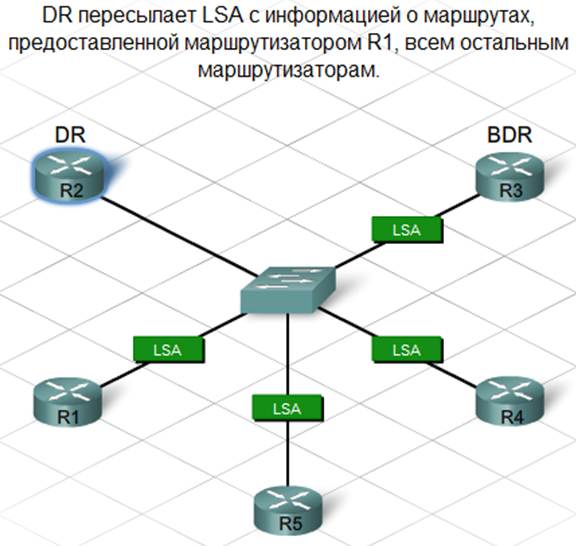 DR пересылает LSA с информацией о маршрутах,
предоставленной маршрутизатором R1, всем остальным
маршрутизаторам.
DR
BDR
R2
R3
LSA
LSA
LSA
LSA
R1
R4
R5